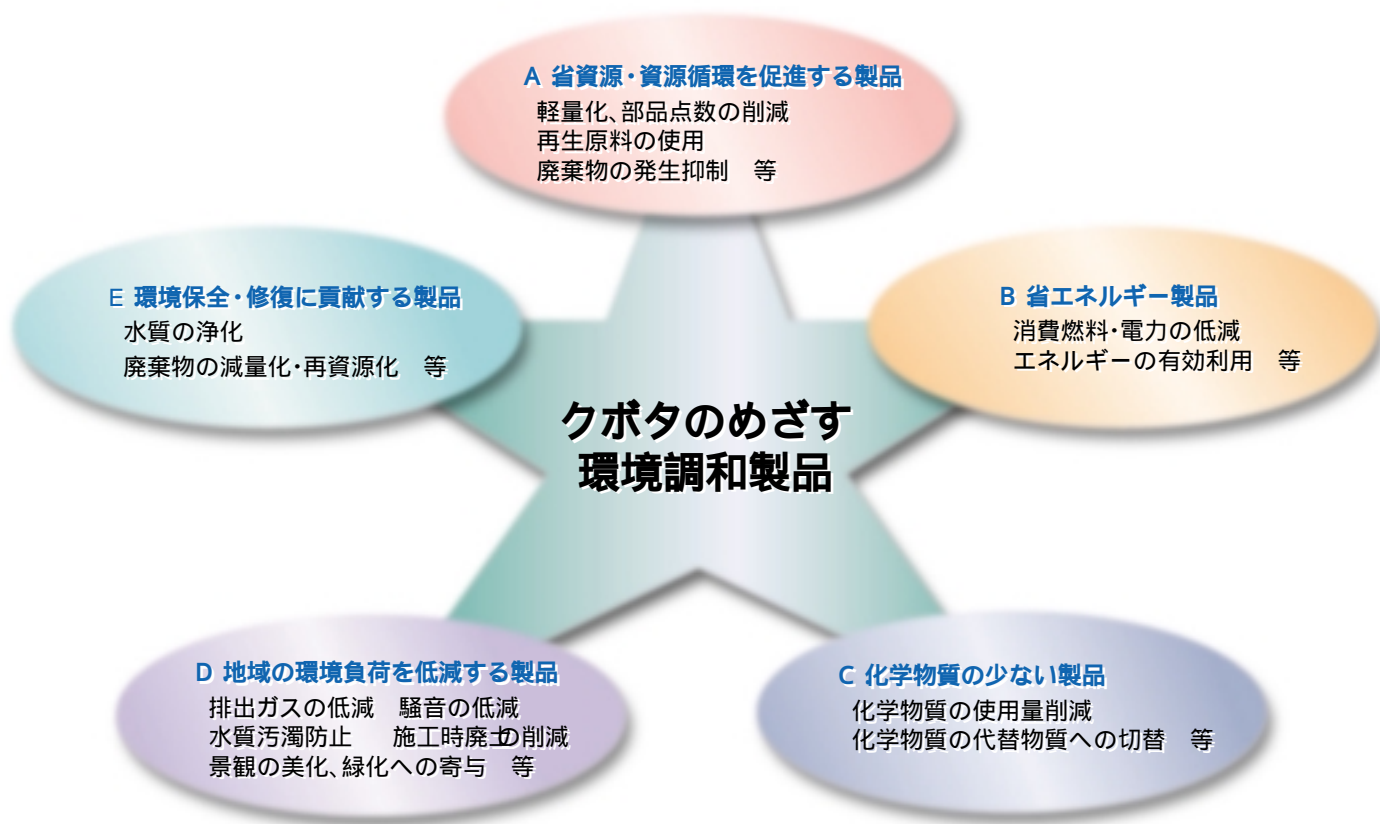 A 省資源・資源循環を促進する製品
軽量化、部品点数の削減
再生原料の使用
廃棄物の発生抑制　等
B 省エネルギー製品
消費燃料・電力の低減
エネルギーの有効利用　等
C 化学物質の少ない製品
化学物質の使用量削減
化学物質の代替物質への切替　等
D 地域の環境負荷を低減する製品
排出ガスの低減　騒音の低減
水質汚濁防止　施工時廃土の削減
景観の美化、緑化への寄与　等
E 環境保全・修復に貢献する製品
水質の浄化
廃棄物の減量化・再資源化　等
クボタのめざす
環境調和製品